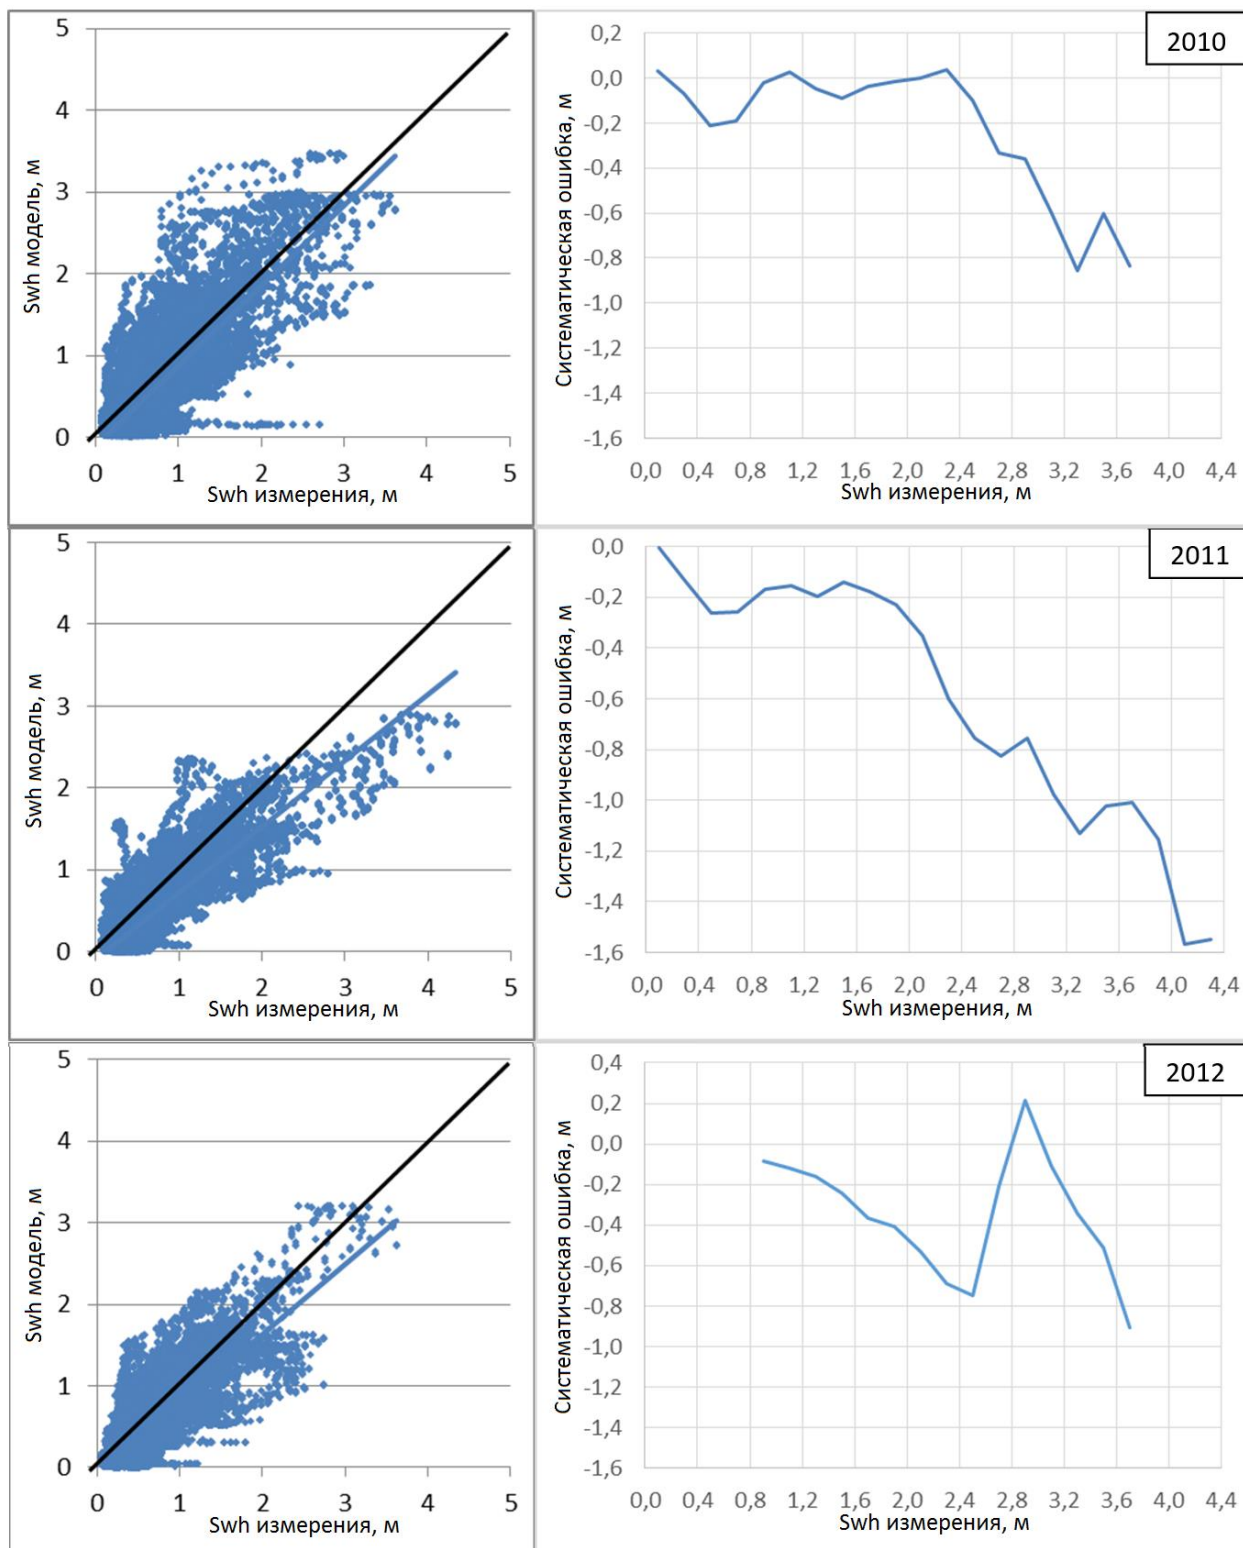 5
4
3
2
1
0
Swh модель, м
0 1 2 3 4 5
Swh измерения, м
2010
0,2
0,0
-0,2
-0,4
-0,6
-0,8
-1,0
-1,2
-1,4
-1,6
Систематическая ошибка, м
0,0 0,4 0,8 1,2 1,6 2,0 2,4 2,8 3,2 3,6 4,0 4,4
Swh измерения, м
5
4
3
2
1
0
Swh модель, м
0 1 2 3 4 5
Swh измерения, м
2011
0,0
-0,2
-0,4
-0,6
-0,8
-1,0
-1,2
-1,4
-1,6
Систематическая ошибка, м
0,0 0,4 0,8 1,2 1,6 2,0 2,4 2,8 3,2 3,6 4,0 4,4
Swh измерения, м
5
4
3
2
1
0
Swh модель, м
0 1 2 3 4 5
Swh измерения, м
2012
0,4
0,2
0,0
-0,2
-0,4
-0,6
-0,8
-1,0
-1,2
-1,4
-1,6
Систематическая ошибка, м
0,0 0,4 0,8 1,2 1,6 2,0 2,4 2,8 3,2 3,6 4,0 4,4
Swh измерения, м